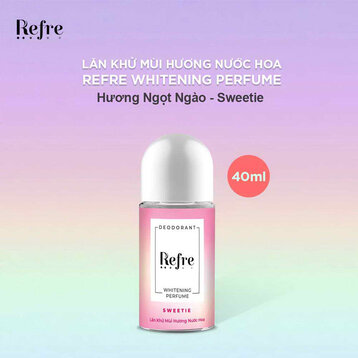 Refre
LĂN KHỬ MÙI HƯƠNG NƯỚC HOA
REFRE WHITENING PERFUME
Hương Ngọt Ngào - Sweetie
40ml
DEODORANT
Refre
WHITENING
PERFUME
SWEETIE
Lăn Khử Mùi Hương Nước Hoa